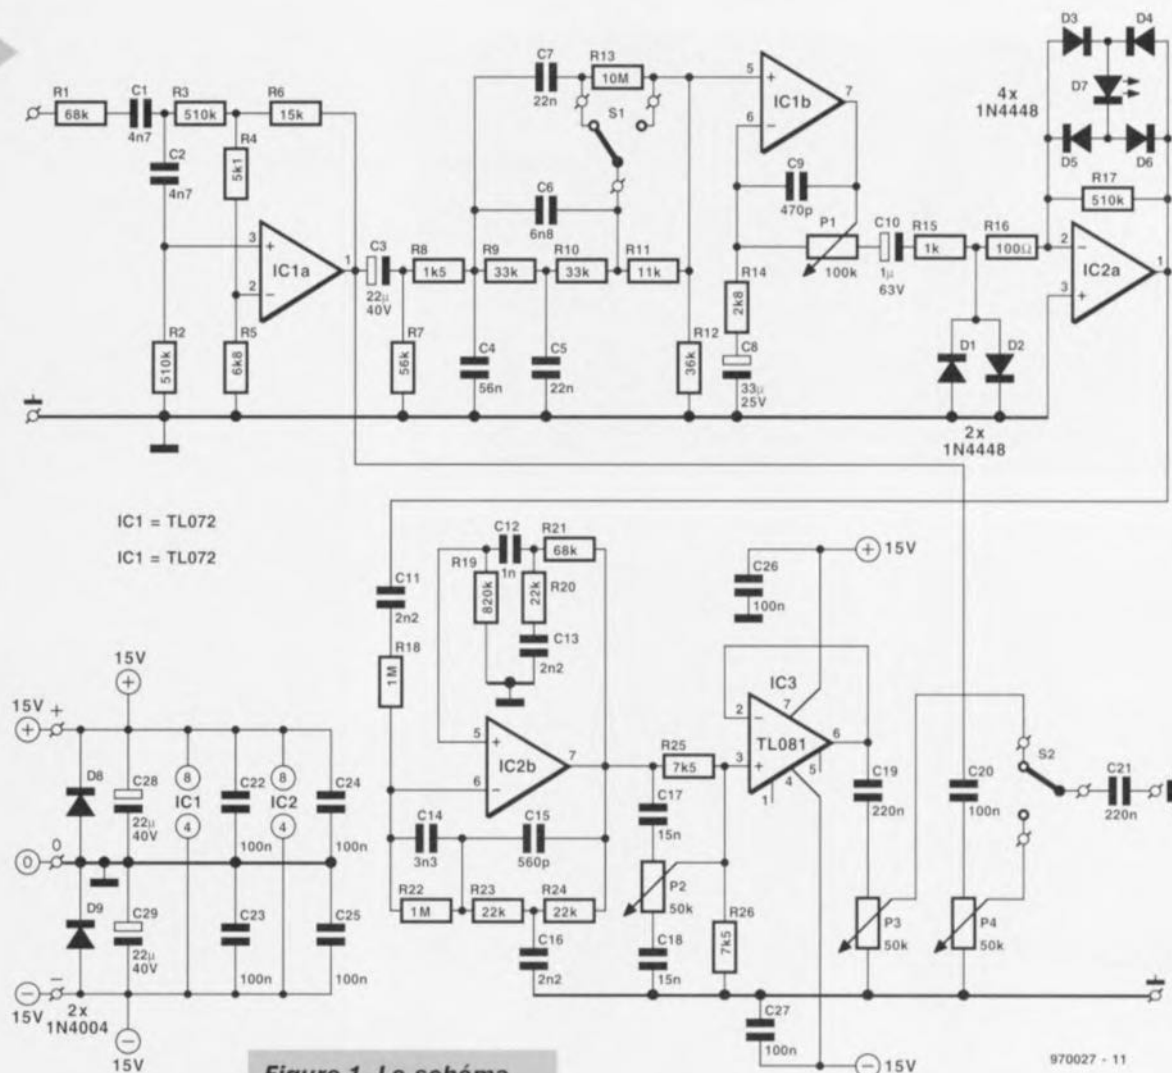 D3
D4
C7
22n
R13
10M
S1
5
+
6
−
IC1b
7
4x
1N4448
D7
R1
68k
C1
4n7
R3
510k
R6
15k
D5
D6
C2
4n7
R4
5k1
C6
6n8
C9
470p
P1
100k
C10
1µ
63V
R15
1k
R16
100Ω
R17
510k
3
+
IC1a
1
2
−
C3
22µ
40V
R8
1k5
R9
33k
R10
33k
R11
11k
R14
2k8
2
−
IC2a
1
3
+
R2
510k
R5
6k8
R7
56k
C4
56n
C5
22n
R12
36k
C8
33µ
25V
D1
D2
2x
1N4448
IC1 = TL072
IC1 = TL072
C12
1n
R21
68k
R19
820k
R20
22k
C13
2n2
C11
2n2
R18
1M
C26
100n
+ 15V
15V
+
15V
+
+
IC3
7
2
−
TL081
6
3
+
5
4
1
5
+
IC2b
7
6
−
R25
7k5
C19
220n
C20
100n
S2
C21
220n
D8
C28
22µ
40V
8
IC1
4
C22
100n
8
IC2
4
C24
100n
0
0
C14
3n3
C15
560p
C17
15n
D9
C29
22µ
40V
C23
100n
C25
100n
R22
1M
R23
22k
R24
22k
P2
50k
R26
7k5
P3
50k
P4
50k
C16
2n2
C18
15n
−
−
15V
2x
1N4004
−
15V
C27
100n
− 15V
Figure 1. Le schéma
970027 - 11